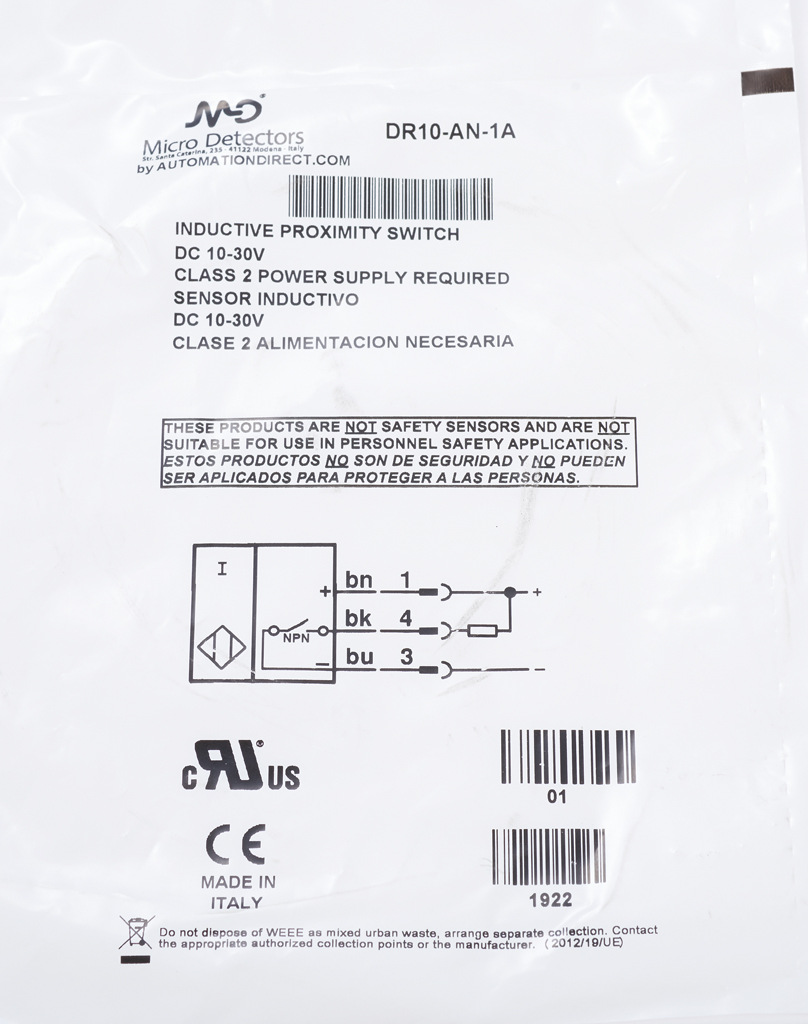 MD
Micro Detectors
Str. Santa Caterina, 235 - 41122 Modena - Italy
by AUTOMATIONDIRECT.COM
DR10-AN-1A
INDUCTIVE PROXIMITY SWITCH
DC 10-30V
CLASS 2 POWER SUPPLY REQUIRED
SENSOR INDUCTIVO
DC 10-30V
CLASE 2 ALIMENTACION NECESARIA
THESE PRODUCTS ARE NOT SAFETY SENSORS AND ARE NOT
SUITABLE FOR USE IN PERSONNEL SAFETY APPLICATIONS.
ESTOS PRODUCTOS NO SON DE SEGURIDAD Y NO PUEDEN
SER APLICADOS PARA PROTEGER A LAS PERSONAS.
I
+ bn 1 +
NPN bk 4
− bu 3 −
c RU ® US
01
CE
MADE IN
ITALY
1922
Do not dispose of WEEE as mixed urban waste, arrange separate collection. Contact
the appropriate authorized collection points or the manufacturer. (2012/19/UE)